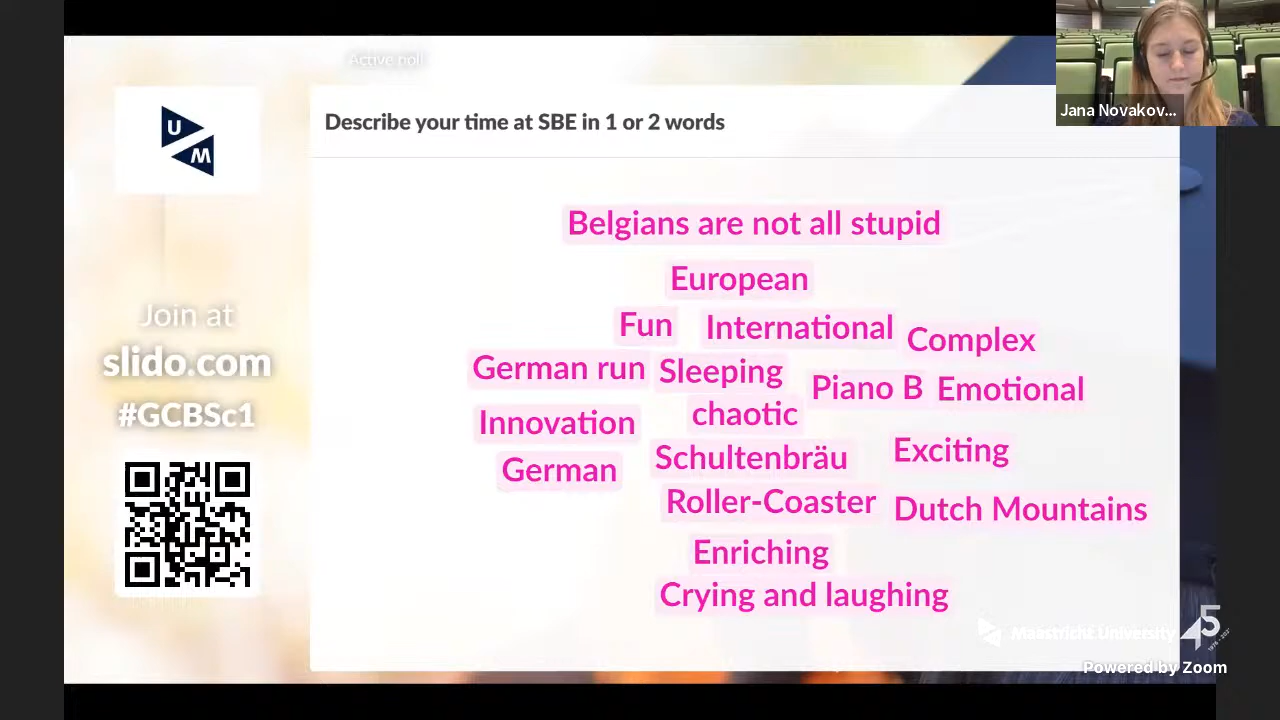 Active poll
Jana Novakov...
U
M
Describe your time at SBE in 1 or 2 words
Belgians are not all stupid
European
Fun
International
Complex
German run
Sleeping
Piano B
Emotional
Innovation
chaotic
Exciting
German
Schultenbräu
Roller-Coaster
Dutch Mountains
Enriching
Crying and laughing
Join at
slido.com
#GCBSc1
Maastricht University
45
Powered by Zoom